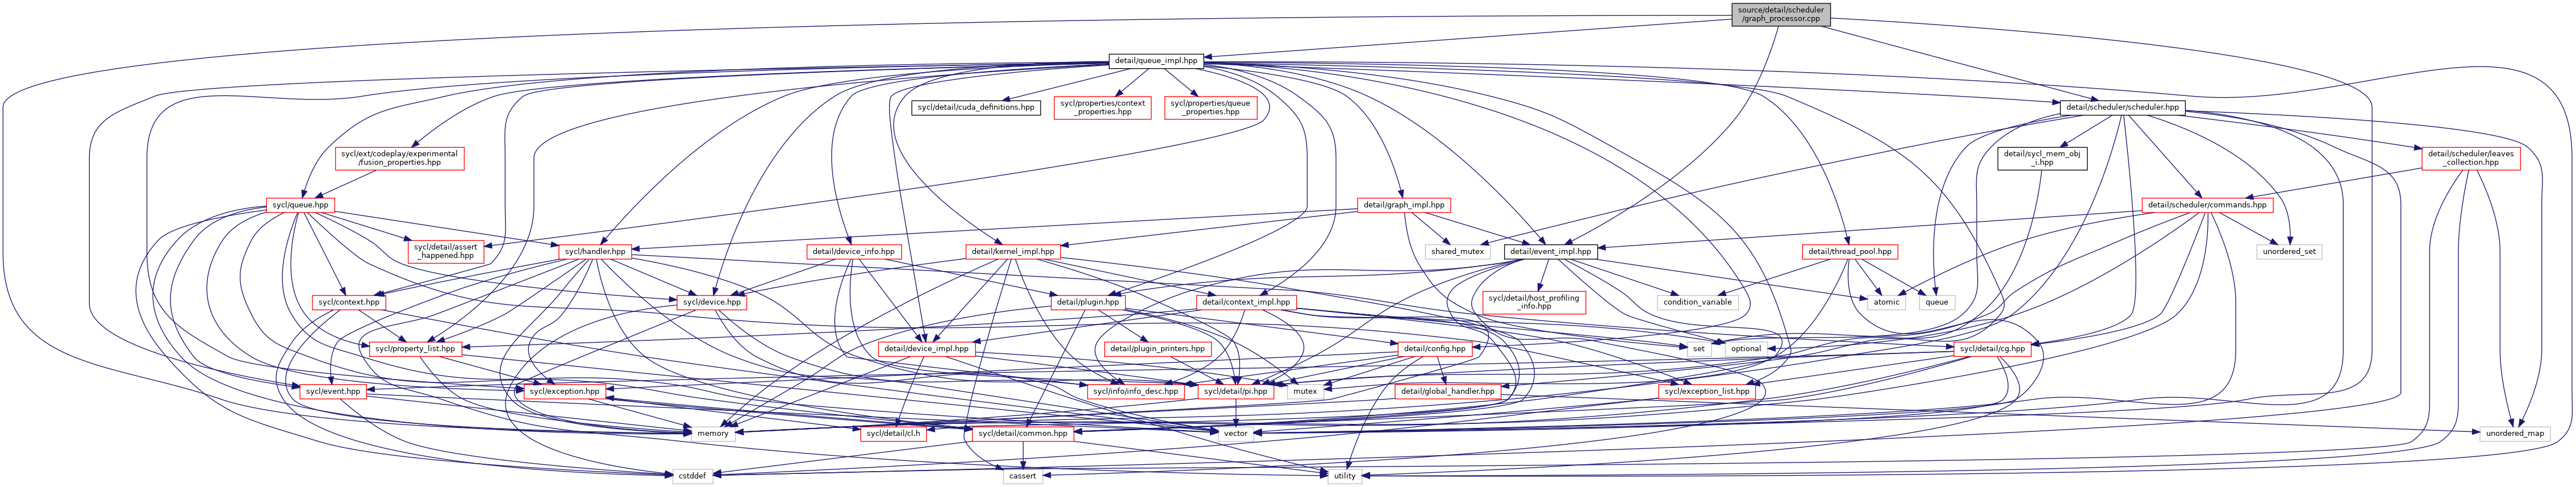 source/detail/scheduler
/graph_processor.cpp
detail/queue_impl.hpp
sycl/detail/cuda_definitions.hpp
sycl/properties/context
_properties.hpp
sycl/properties/queue
_properties.hpp
detail/scheduler/scheduler.hpp
sycl/ext/codeplay/experimental
/fusion_properties.hpp
detail/sycl_mem_obj
_i.hpp
detail/scheduler/leaves
_collection.hpp
sycl/queue.hpp
detail/graph_impl.hpp
detail/scheduler/commands.hpp
sycl/detail/assert
_happened.hpp
sycl/handler.hpp
detail/device_info.hpp
detail/kernel_impl.hpp
shared_mutex
detail/event_impl.hpp
detail/thread_pool.hpp
unordered_set
sycl/context.hpp
sycl/device.hpp
detail/plugin.hpp
detail/context_impl.hpp
sycl/detail/host_profiling
_info.hpp
condition_variable
atomic
queue
sycl/property_list.hpp
detail/device_impl.hpp
detail/plugin_printers.hpp
detail/config.hpp
set
optional
sycl/detail/cg.hpp
sycl/event.hpp
sycl/exception.hpp
sycl/info/info_desc.hpp
sycl/detail/pi.hpp
mutex
detail/global_handler.hpp
sycl/exception_list.hpp
memory
sycl/detail/cl.h
sycl/detail/common.hpp
vector
unordered_map
cstddef
cassert
utility